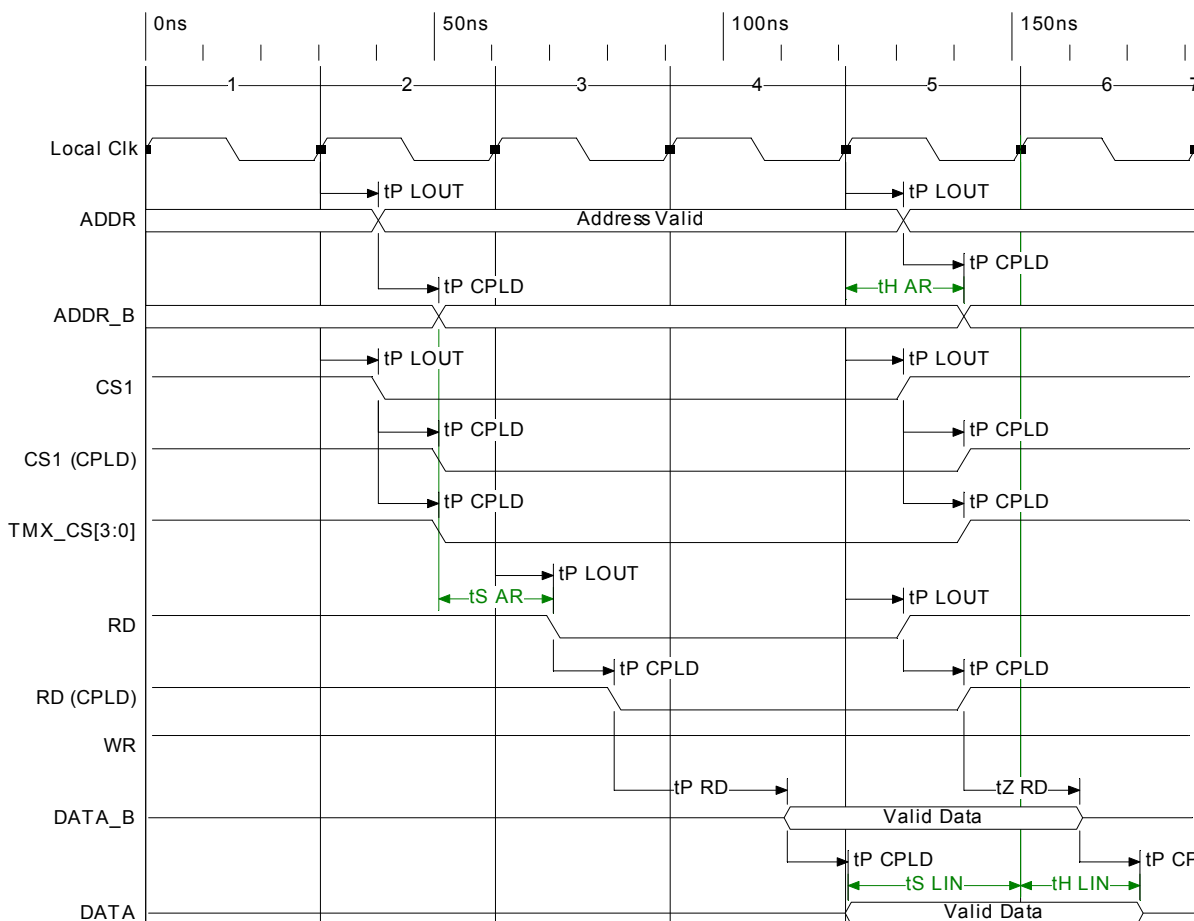 0ns 50ns 100ns 150ns
1 2 3 4 5 6 7
Local Clk
tP LOUT tP LOUT
ADDR Address Valid
tP CPLD
tP CPLD tH AR
ADDR_B
tP LOUT tP LOUT
CS1
tP CPLD tP CPLD
CS1 (CPLD)
tP CPLD tP CPLD
TMX_CS[3:0]
tP LOUT
tS AR tP LOUT
RD
tP CPLD tP CPLD
RD (CPLD)
WR
tP RD tZ RD
DATA_B Valid Data
tP CPLD tP CP
tS LIN tH LIN
DATA Valid Data